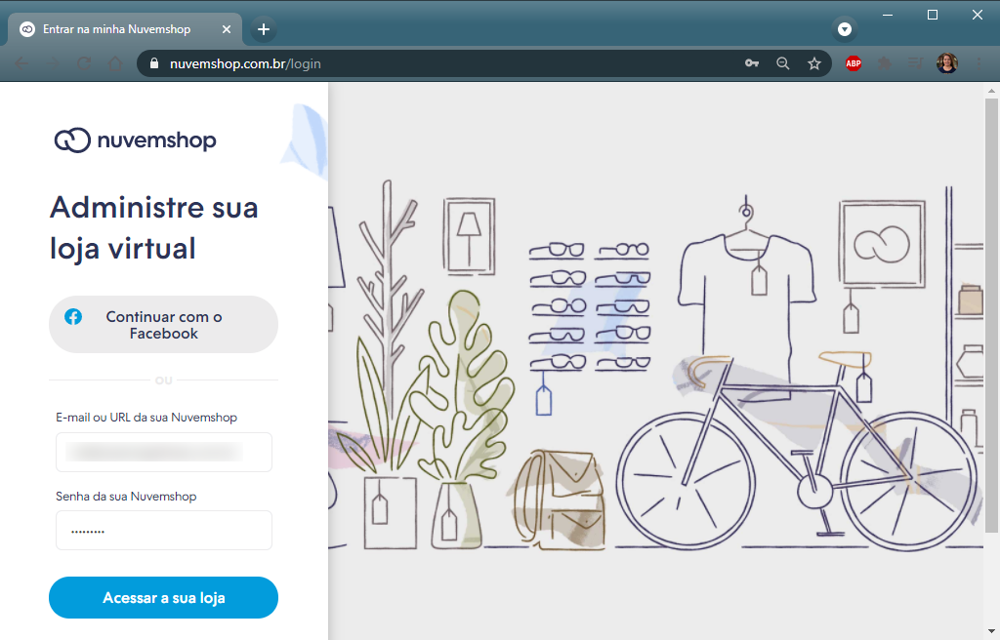 Entrar na minha Nuvemshop
nuvemshop.com.br/login
ABP
nuvemshop
Administre sua
loja virtual
Continuar com o
Facebook
OU
E-mail ou URL da sua Nuvemshop
Senha da sua Nuvemshop
Acessar a sua loja